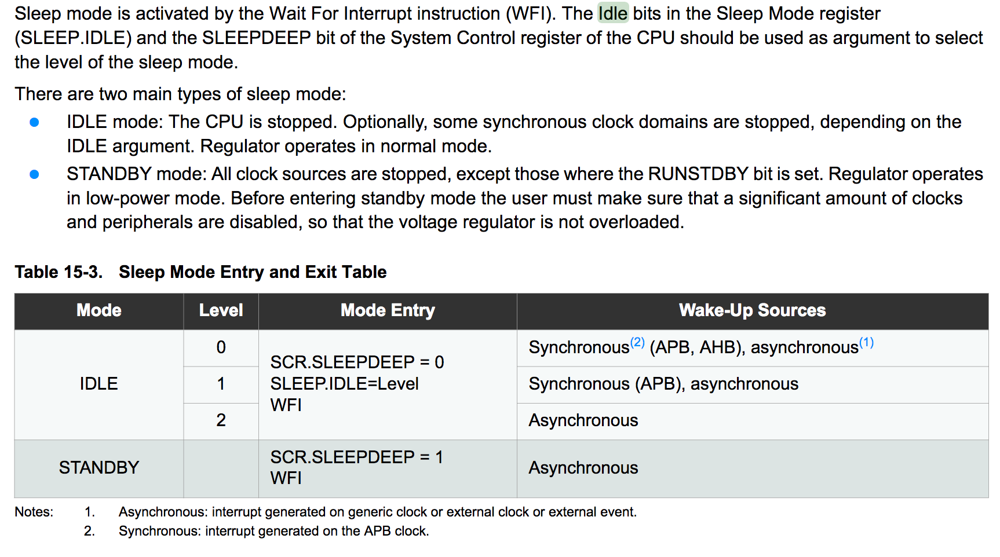 Sleep mode is activated by the Wait For Interrupt instruction (WFI). The Idle bits in the Sleep Mode register
(SLEEP.IDLE) and the SLEEPDEEP bit of the System Control register of the CPU should be used as argument to select
the level of the sleep mode.
There are two main types of sleep mode:
● IDLE mode: The CPU is stopped. Optionally, some synchronous clock domains are stopped, depending on the
IDLE argument. Regulator operates in normal mode.
● STANDBY mode: All clock sources are stopped, except those where the RUNSTDBY bit is set. Regulator operates
in low-power mode. Before entering standby mode the user must make sure that a significant amount of clocks
and peripherals are disabled, so that the voltage regulator is not overloaded.
Table 15-3. Sleep Mode Entry and Exit Table
Mode Level Mode Entry Wake-Up Sources
IDLE
0
1
2
SCR.SLEEPDEEP = 0
SLEEP.IDLE=Level
WFI
Synchronous(2) (APB, AHB), asynchronous(1)
Synchronous (APB), asynchronous
Asynchronous
STANDBY
SCR.SLEEPDEEP = 1
WFI
Asynchronous
Notes: 1. Asynchronous: interrupt generated on generic clock or external clock or external event.
2. Synchronous: interrupt generated on the APB clock.